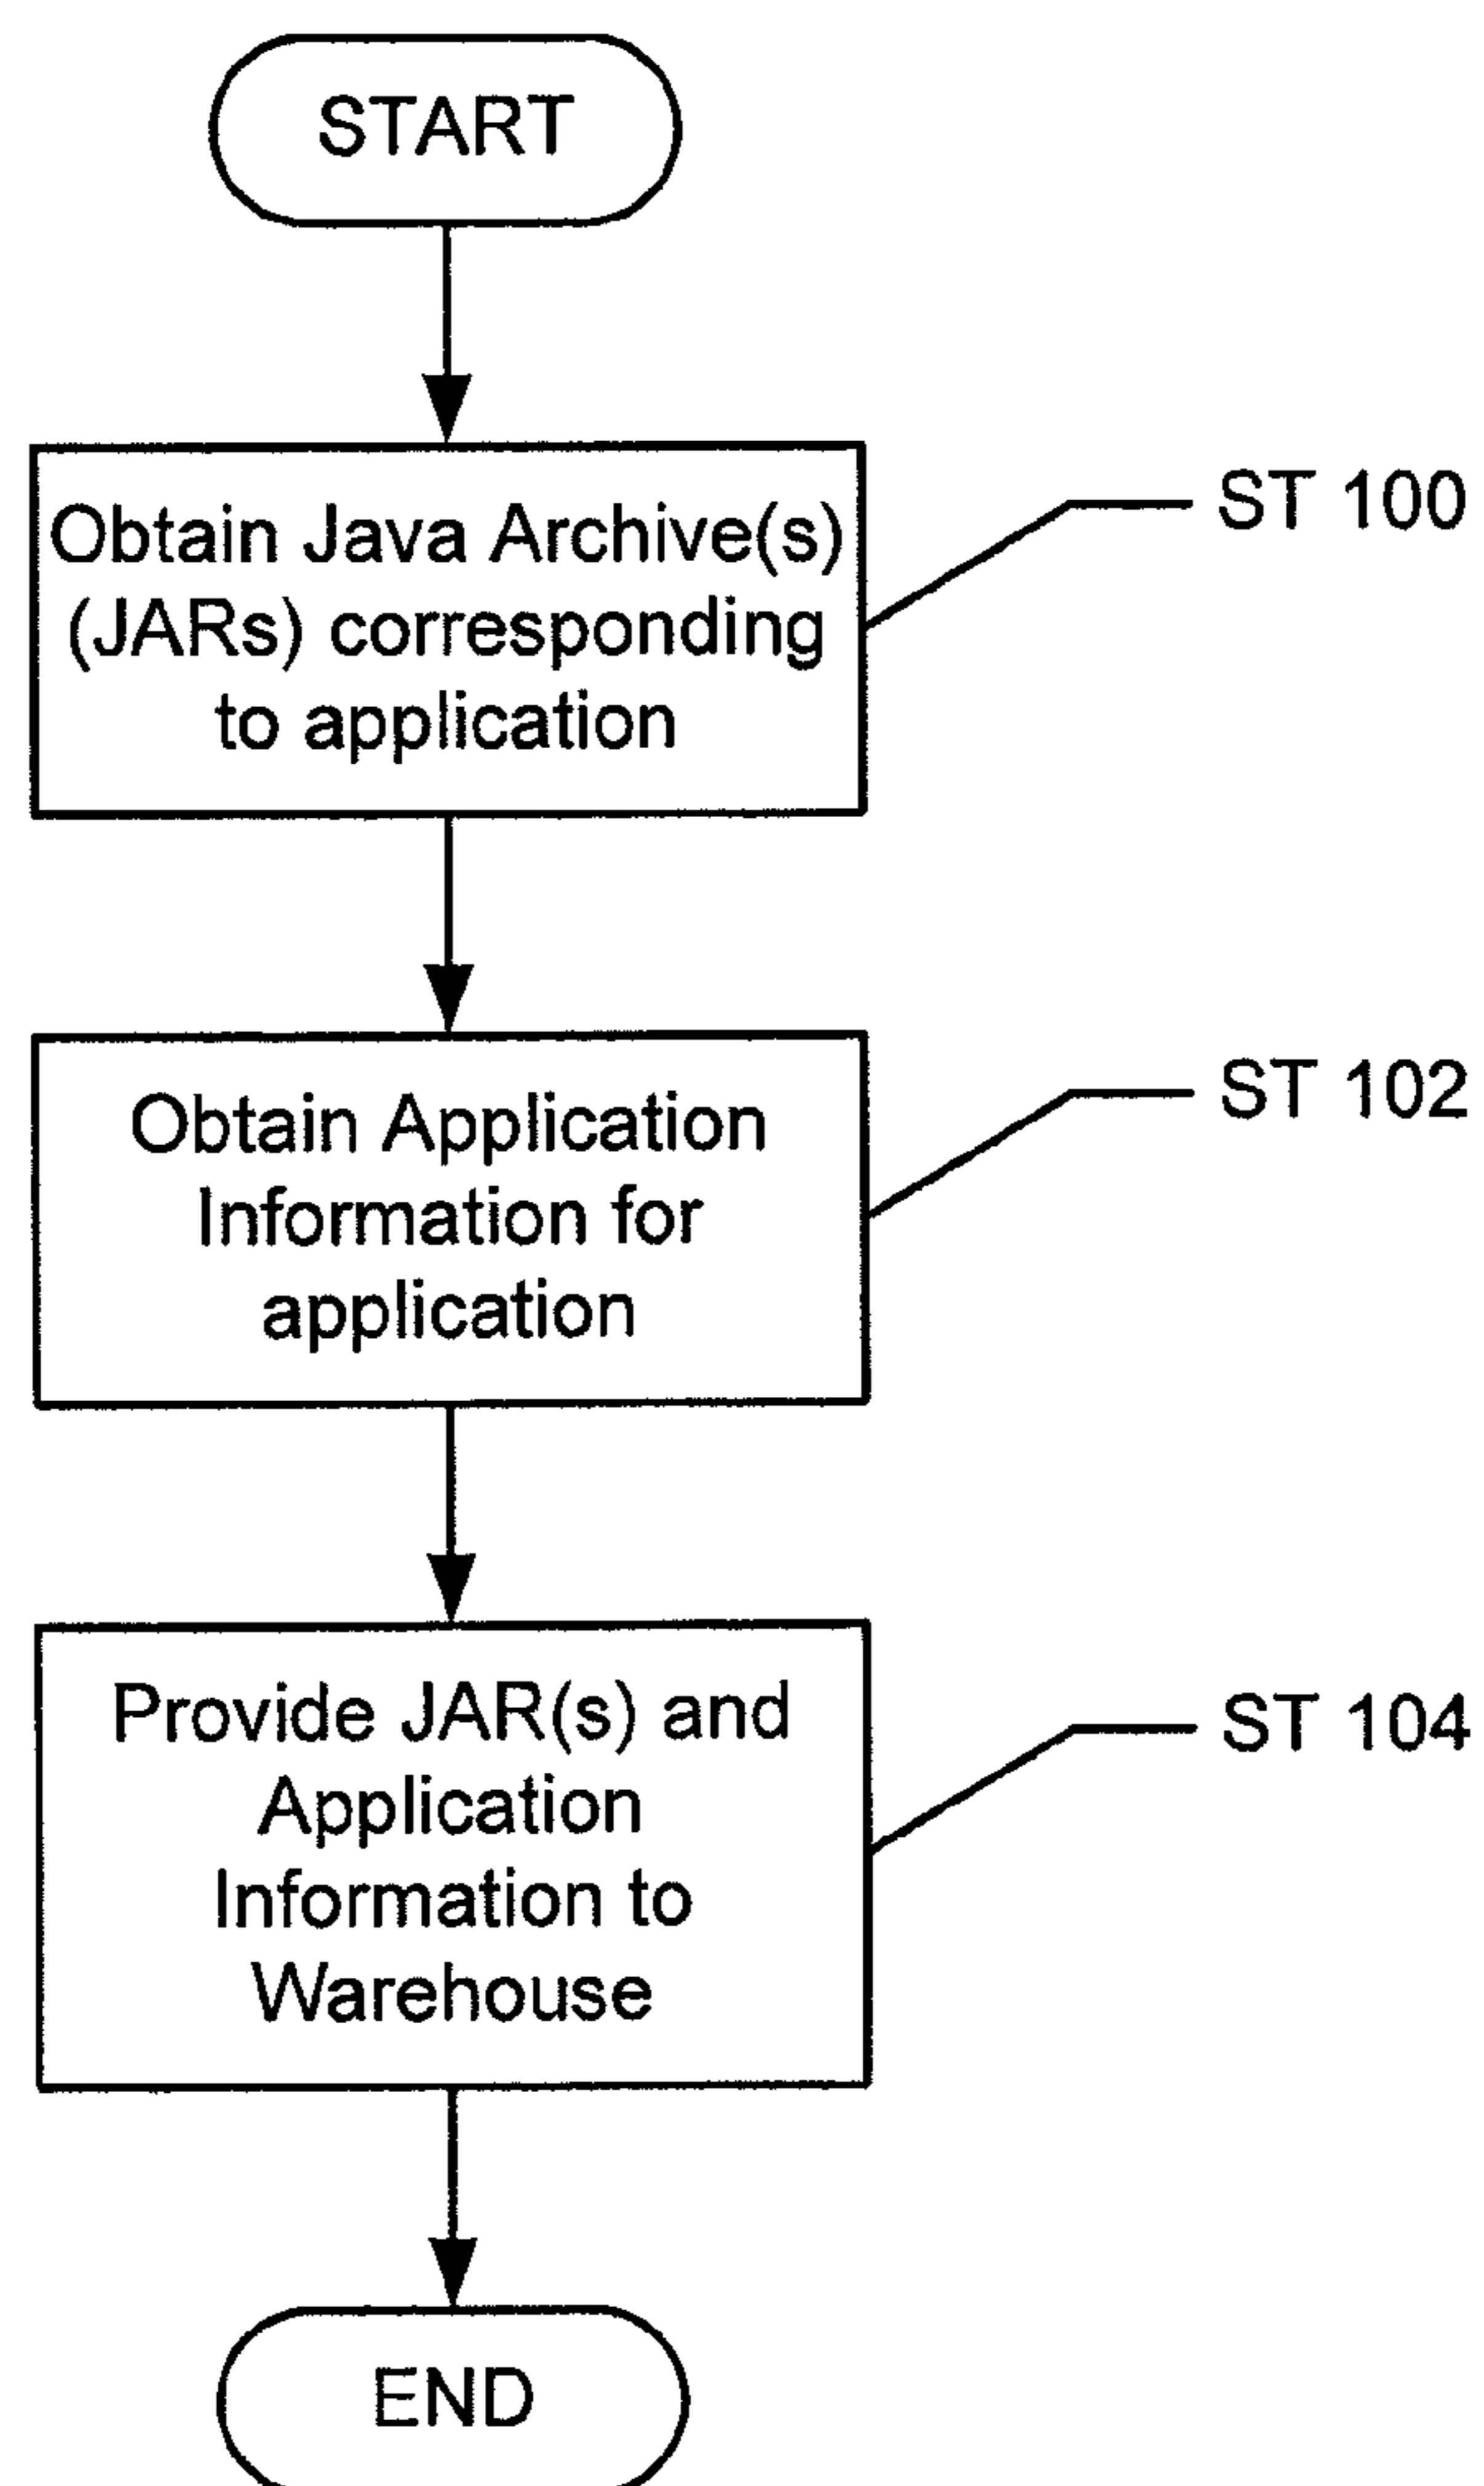 START
Obtain Java Archive(s)
(JARs) corresponding
to application
ST 100
Obtain Application
Information for
application
ST 102
Provide JAR(s) and
Application
Information to
Warehouse
ST 104
END